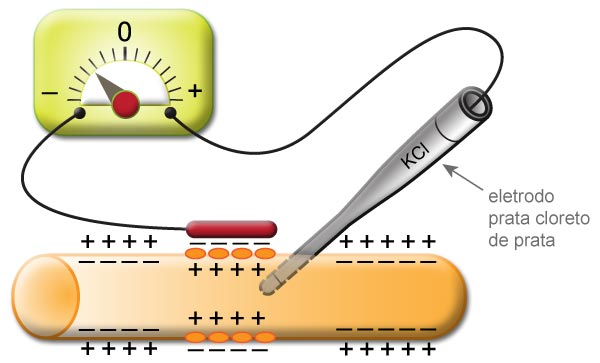 0
− +
KCl
eletrodo
prata cloreto
de prata
+ + + + + + + + +
− − − −
− − − − − − − − −
+ + + +
+ + + +
− − − − − − − − −
− − − −
+ + + + + + + + +